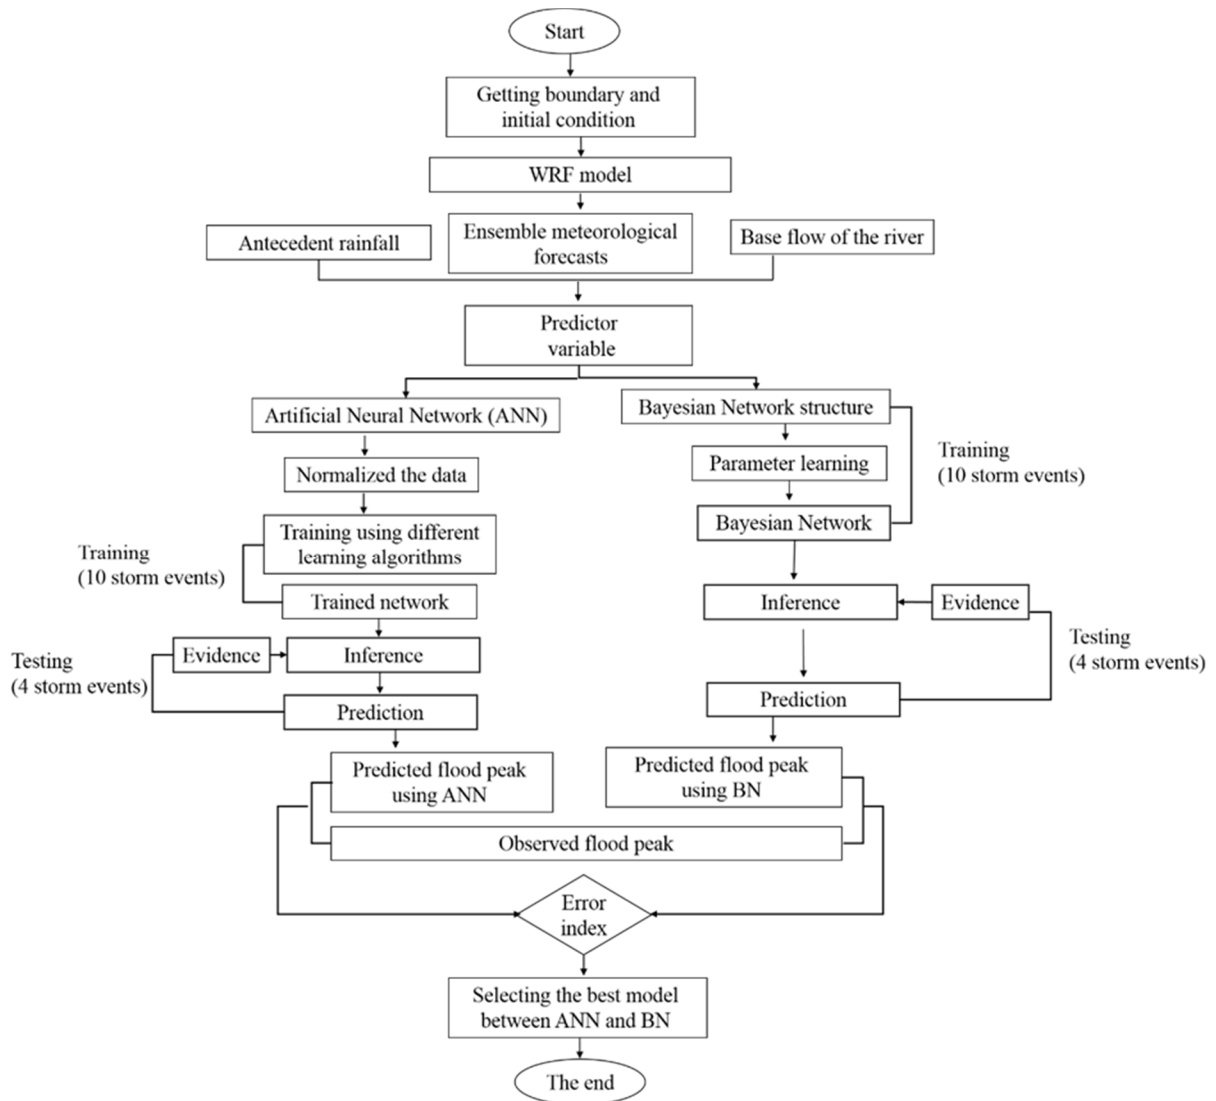 Start
Getting boundary and
initial condition
WRF model
Antecedent rainfall
Ensemble meteorological
forecasts
Base flow of the river
Predictor
variable
Artificial Neural Network (ANN)
Normalized the data
Training using different
learning algorithms
Training
(10 storm events)
Trained network
Evidence
Inference
Testing
(4 storm events)
Prediction
Predicted flood peak
using ANN
Bayesian Network structure
Parameter learning
Training
(10 storm events)
Bayesian Network
Inference
Evidence
Testing
(4 storm events)
Prediction
Predicted flood peak
using BN
Observed flood peak
Error
index
Selecting the best model
between ANN and BN
The end